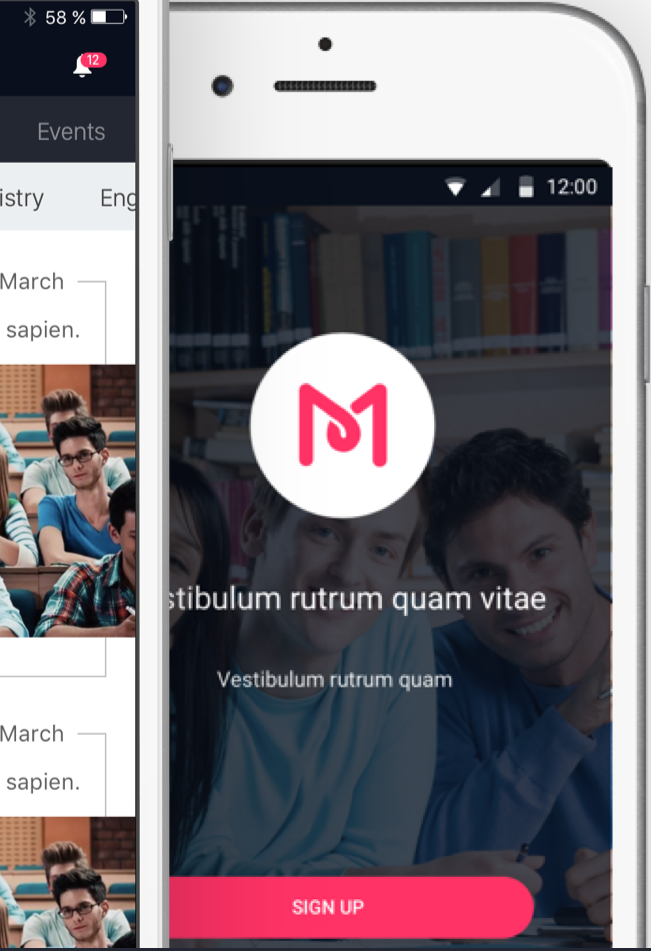 58 %
12
Events
istry
Eng
March
sapien.
March
sapien.
12:00
M
stibulum rutrum quam vitae
Vestibulum rutrum quam
SIGN UP